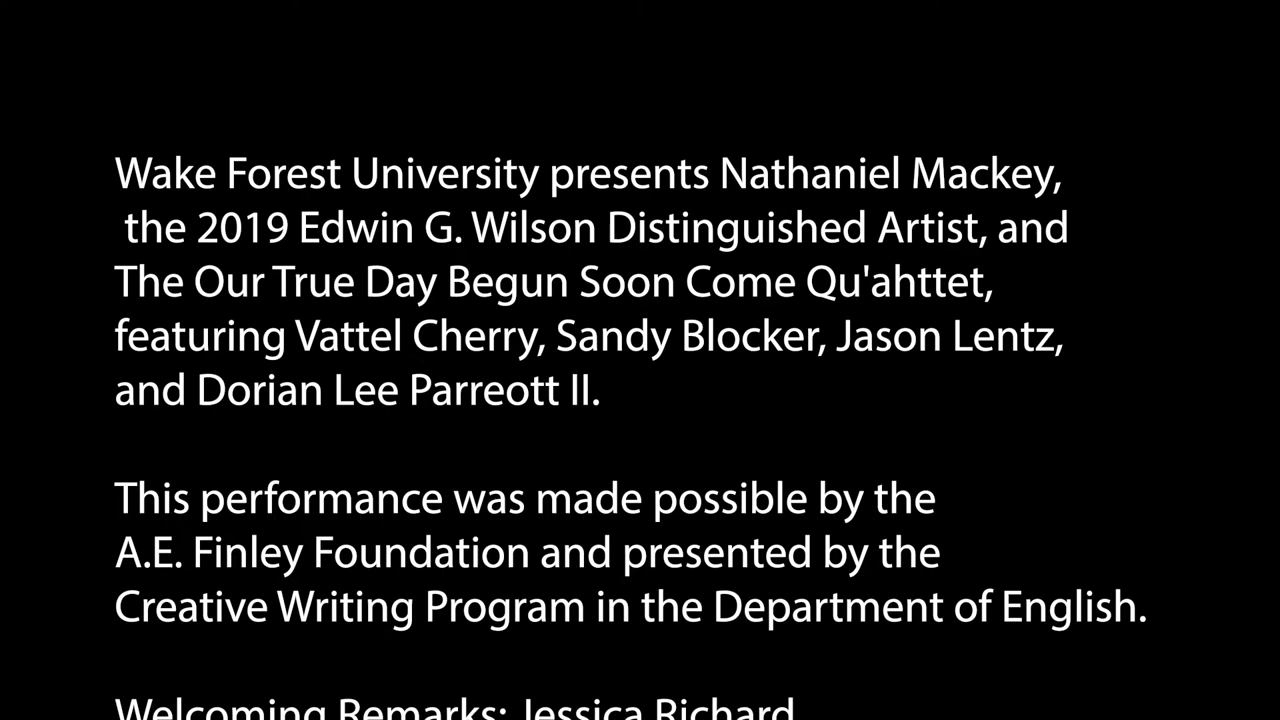 Wake Forest University presents Nathaniel Mackey,
the 2019 Edwin G. Wilson Distinguished Artist, and
The Our True Day Begun Soon Come Qu'ahttet,
featuring Vattel Cherry, Sandy Blocker, Jason Lentz,
and Dorian Lee Parreott II.
This performance was made possible by the
A.E. Finley Foundation and presented by the
Creative Writing Program in the Department of English.
Welcoming Remarks: Jessica Richard